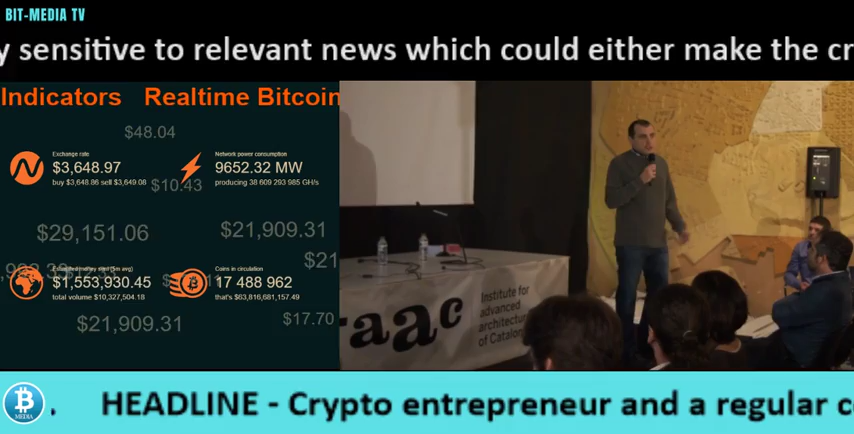 BIT-MEDIA TV
y sensitive to relevant news which could either make the cr
Indicators Realtime Bitcoin
$48.04
Exchange rate
$3,648.97
buy $3,648.86 sell $3,649.08
$10.43
Network power consumption
9652.32 MW
producing 38 609 293 985 GH/s
$29,151.06
$21,909.31
$21
$1,553,930.45
total volume $10,327,504.18
Coins in circulation
17 488 962
that's $63,816,681,157.49
$21,909.31
$17.70
aac
Institute for
advanced
architecture
of Catalon
B
MEDIA
. HEADLINE - Crypto entrepreneur and a regular c